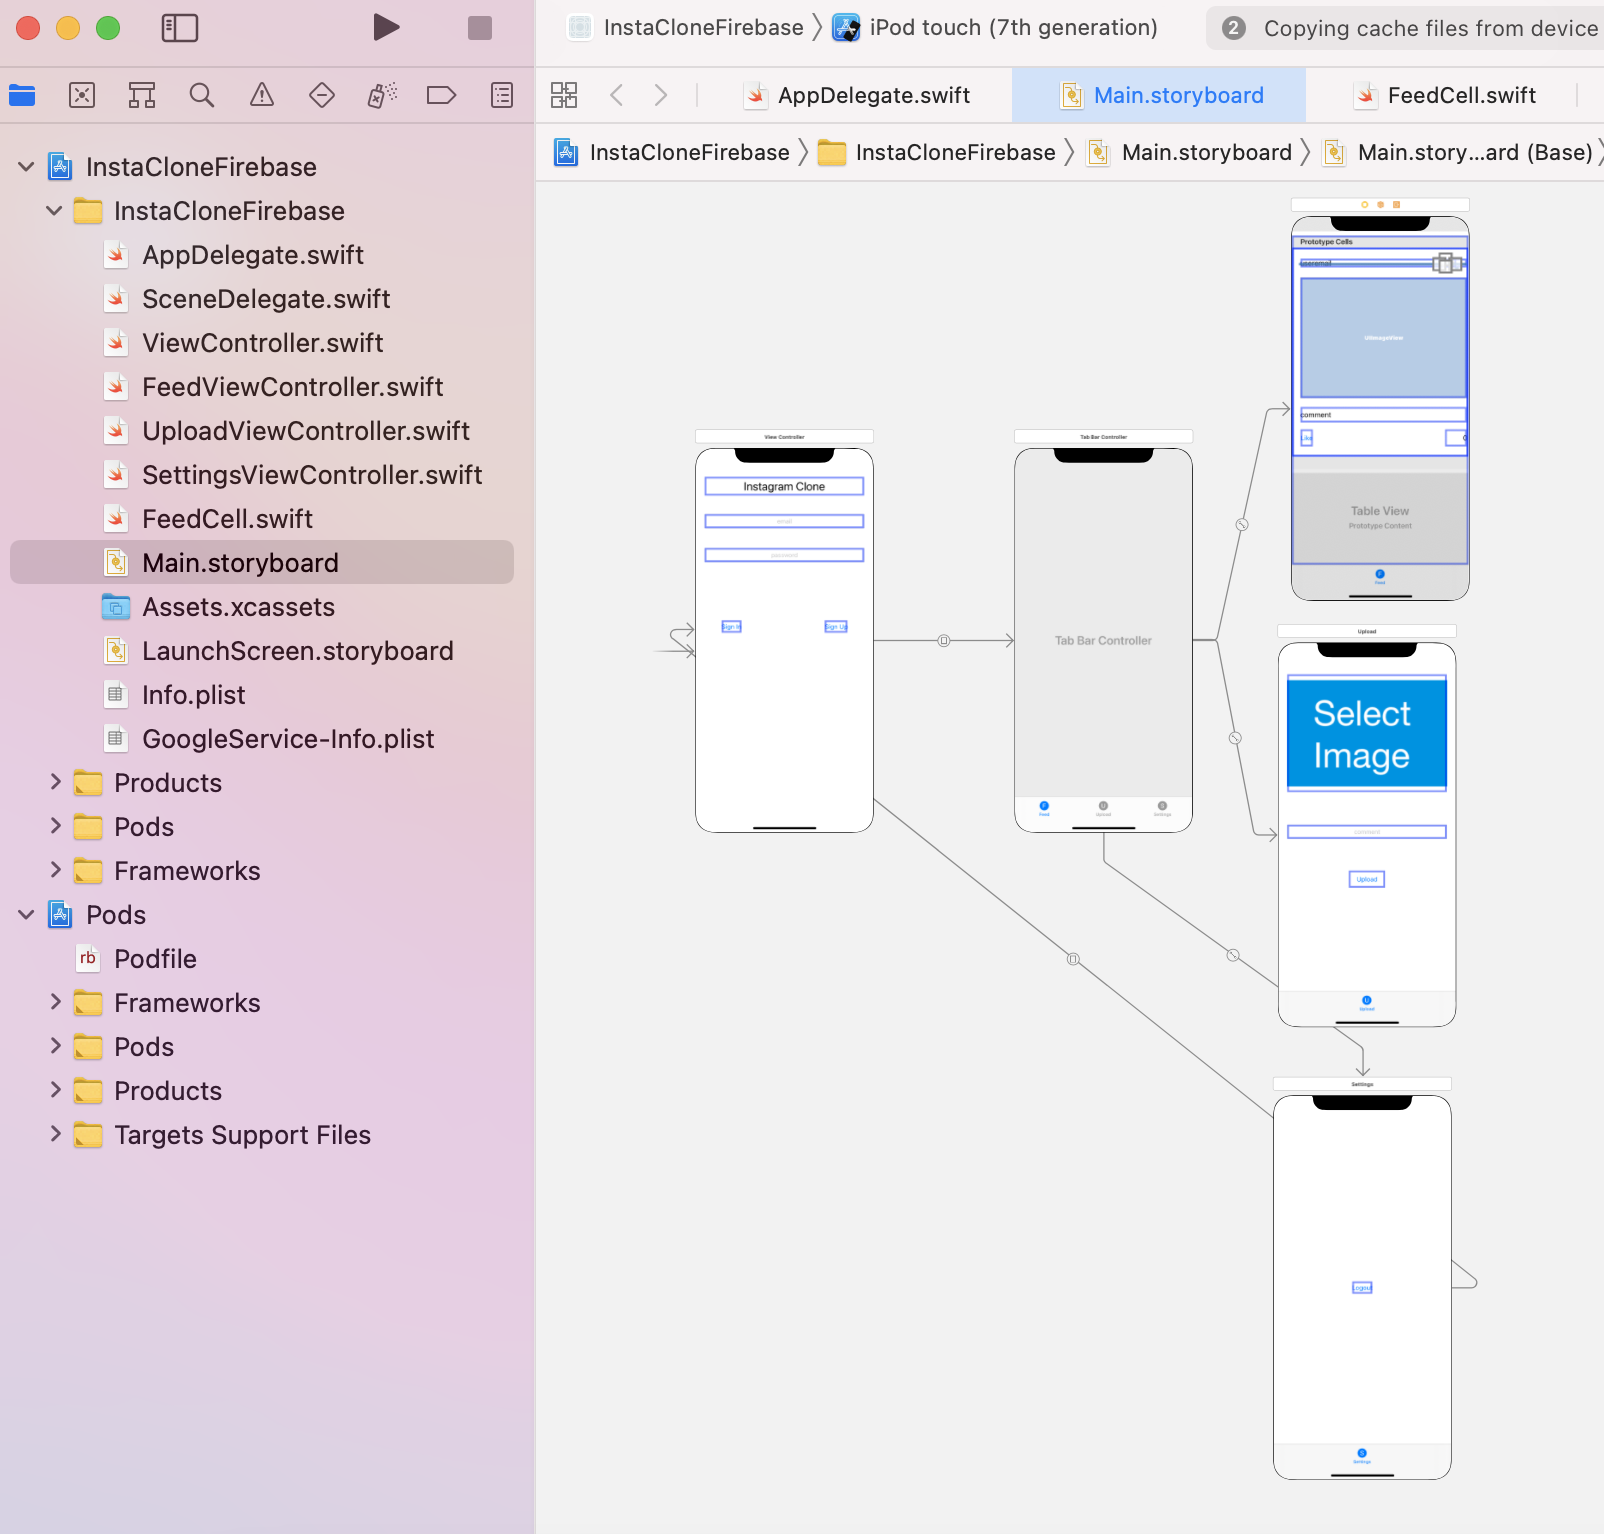 InstaCloneFirebase
iPod touch (7th generation)
2 Copying cache files from device
AppDelegate.swift
Main.storyboard
FeedCell.swift
InstaCloneFirebase
InstaCloneFirebase
Main.storyboard
Main.story...ard (Base)
InstaCloneFirebase
InstaCloneFirebase
AppDelegate.swift
SceneDelegate.swift
ViewController.swift
FeedViewController.swift
UploadViewController.swift
SettingsViewController.swift
FeedCell.swift
Main.storyboard
Assets.xcassets
LaunchScreen.storyboard
Info.plist
GoogleService-Info.plist
Products
Pods
Frameworks
Pods
rb Podfile
Frameworks
Pods
Products
Targets Support Files
View Controller
Instagram Clone
email
password
Sign In
Sign Up
Tab Bar Controller
Tab Bar Controller
F
Feed
U
Upload
S
Settings
Prototype Cells
useremail
UIImageView
comment
Like
0
Table View
Prototype Content
F
Feed
Upload
Select
Image
comment
Upload
U
Upload
Settings
Logout
S
Settings